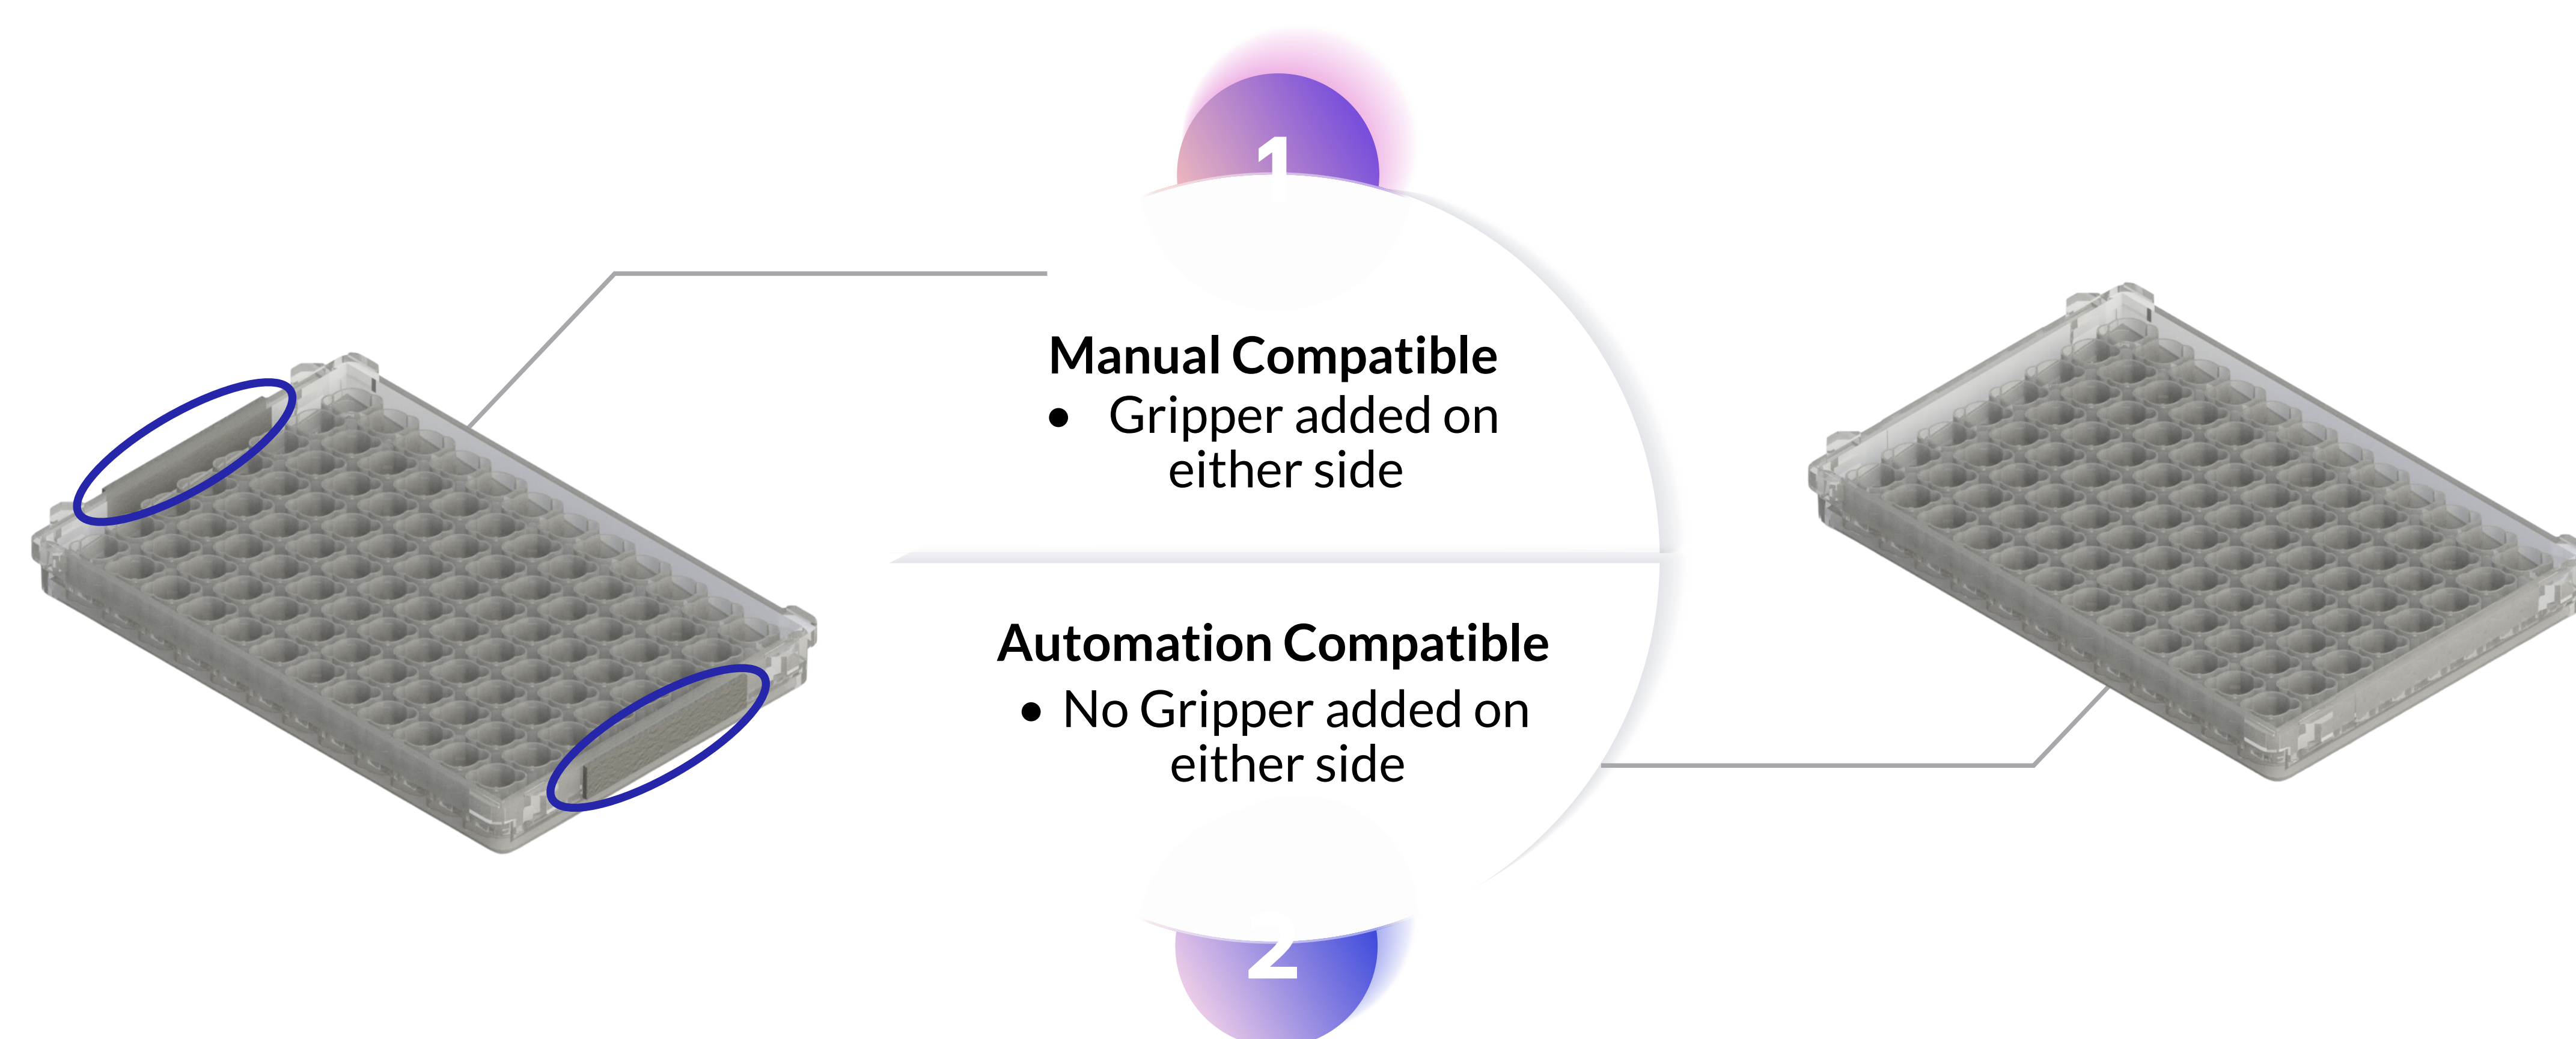 1
Manual Compatible
• Gripper added on
either side
Automation Compatible
• No Gripper added on
either side
2